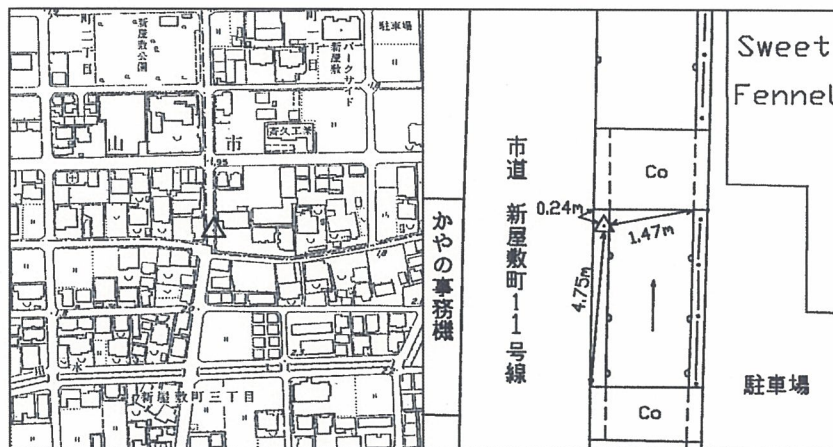 町二丁目
新屋敷公園
丁目
パークサイド
新屋敷
駐車場
市
斉久工業
1.95
1.8
水
新屋敷町三丁目
かやの事務機
市道 新屋敷町11号線
Sweet
Fennel
Co
0.24m
1.47m
4.75m
Co
駐車場